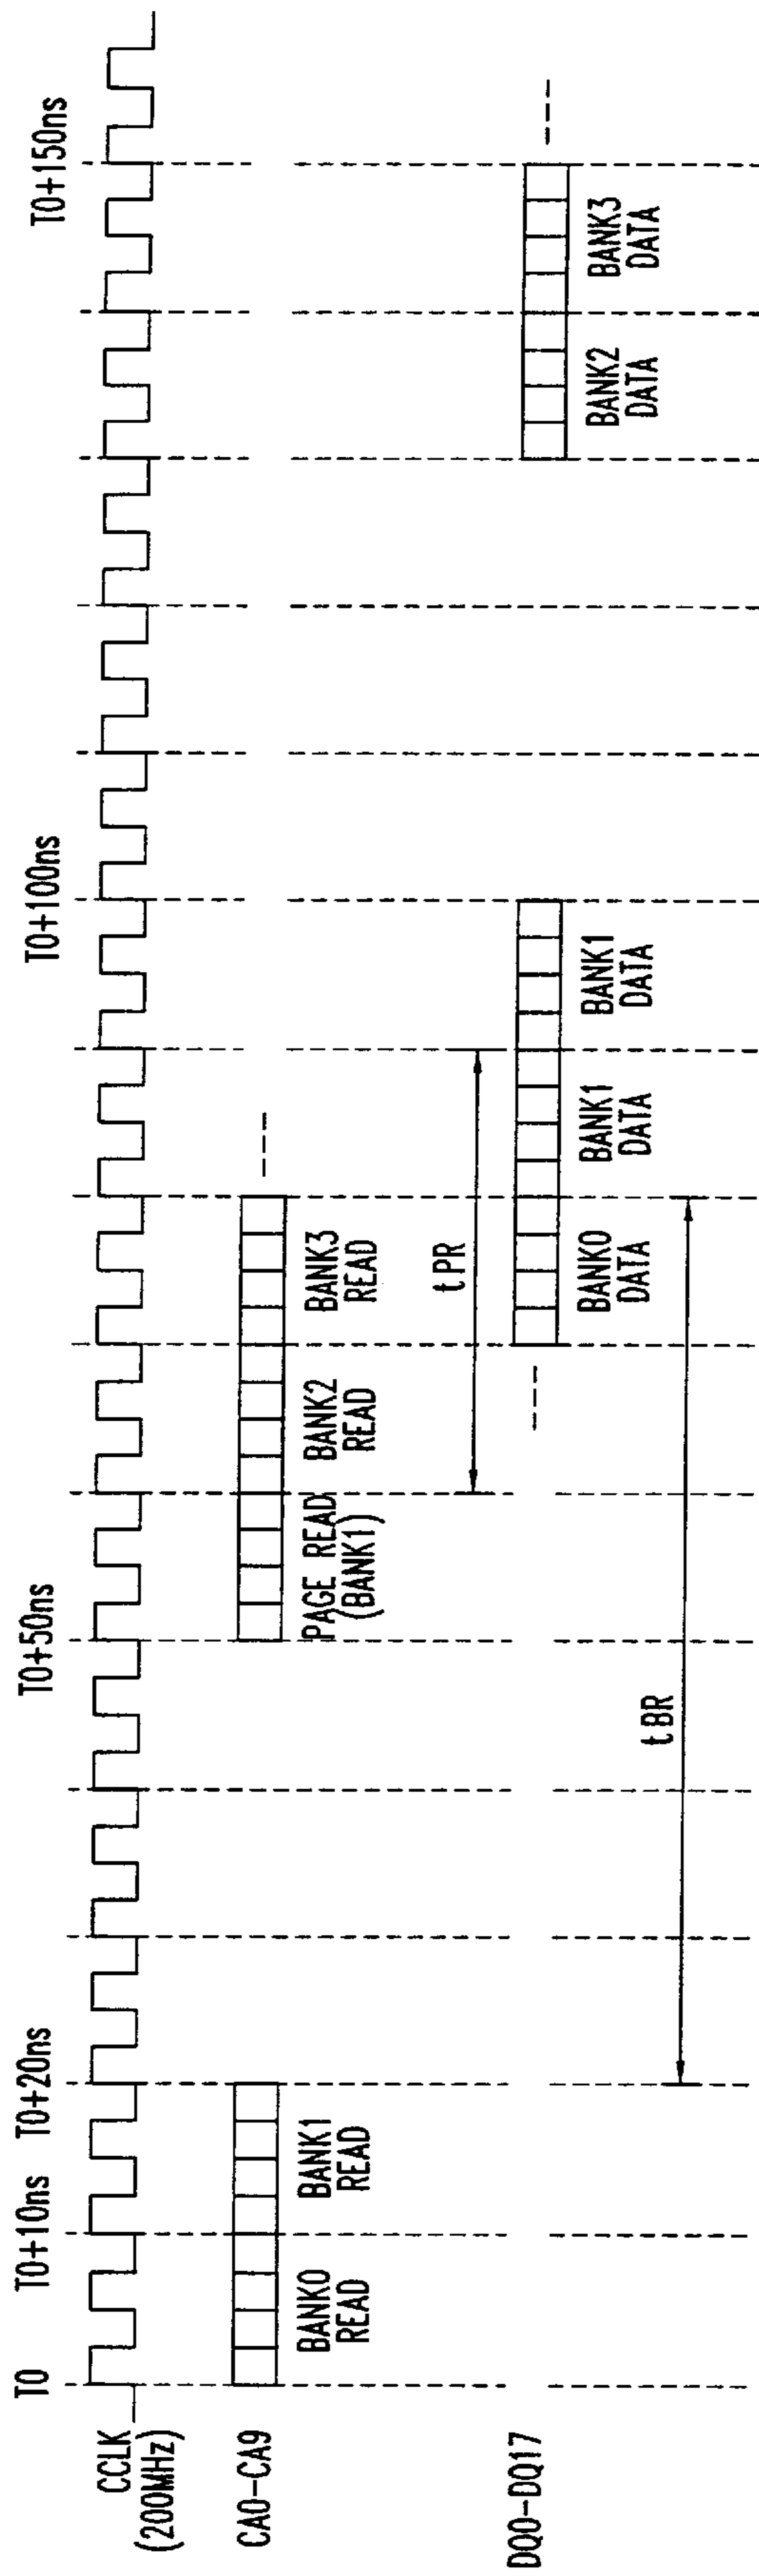 T0
T0+10ns
T0+20ns
T0+50ns
T0+100ns
T0+150ns
CCLK
(200MHz)
CA0-CA9
BANK0
READ
BANK1
READ
PAGE READ
(BANK1)
BANK2
READ
BANK3
READ
tPR
DQ0-DQ17
BANK0
DATA
BANK1
DATA
BANK1
DATA
BANK2
DATA
BANK3
DATA
tBR